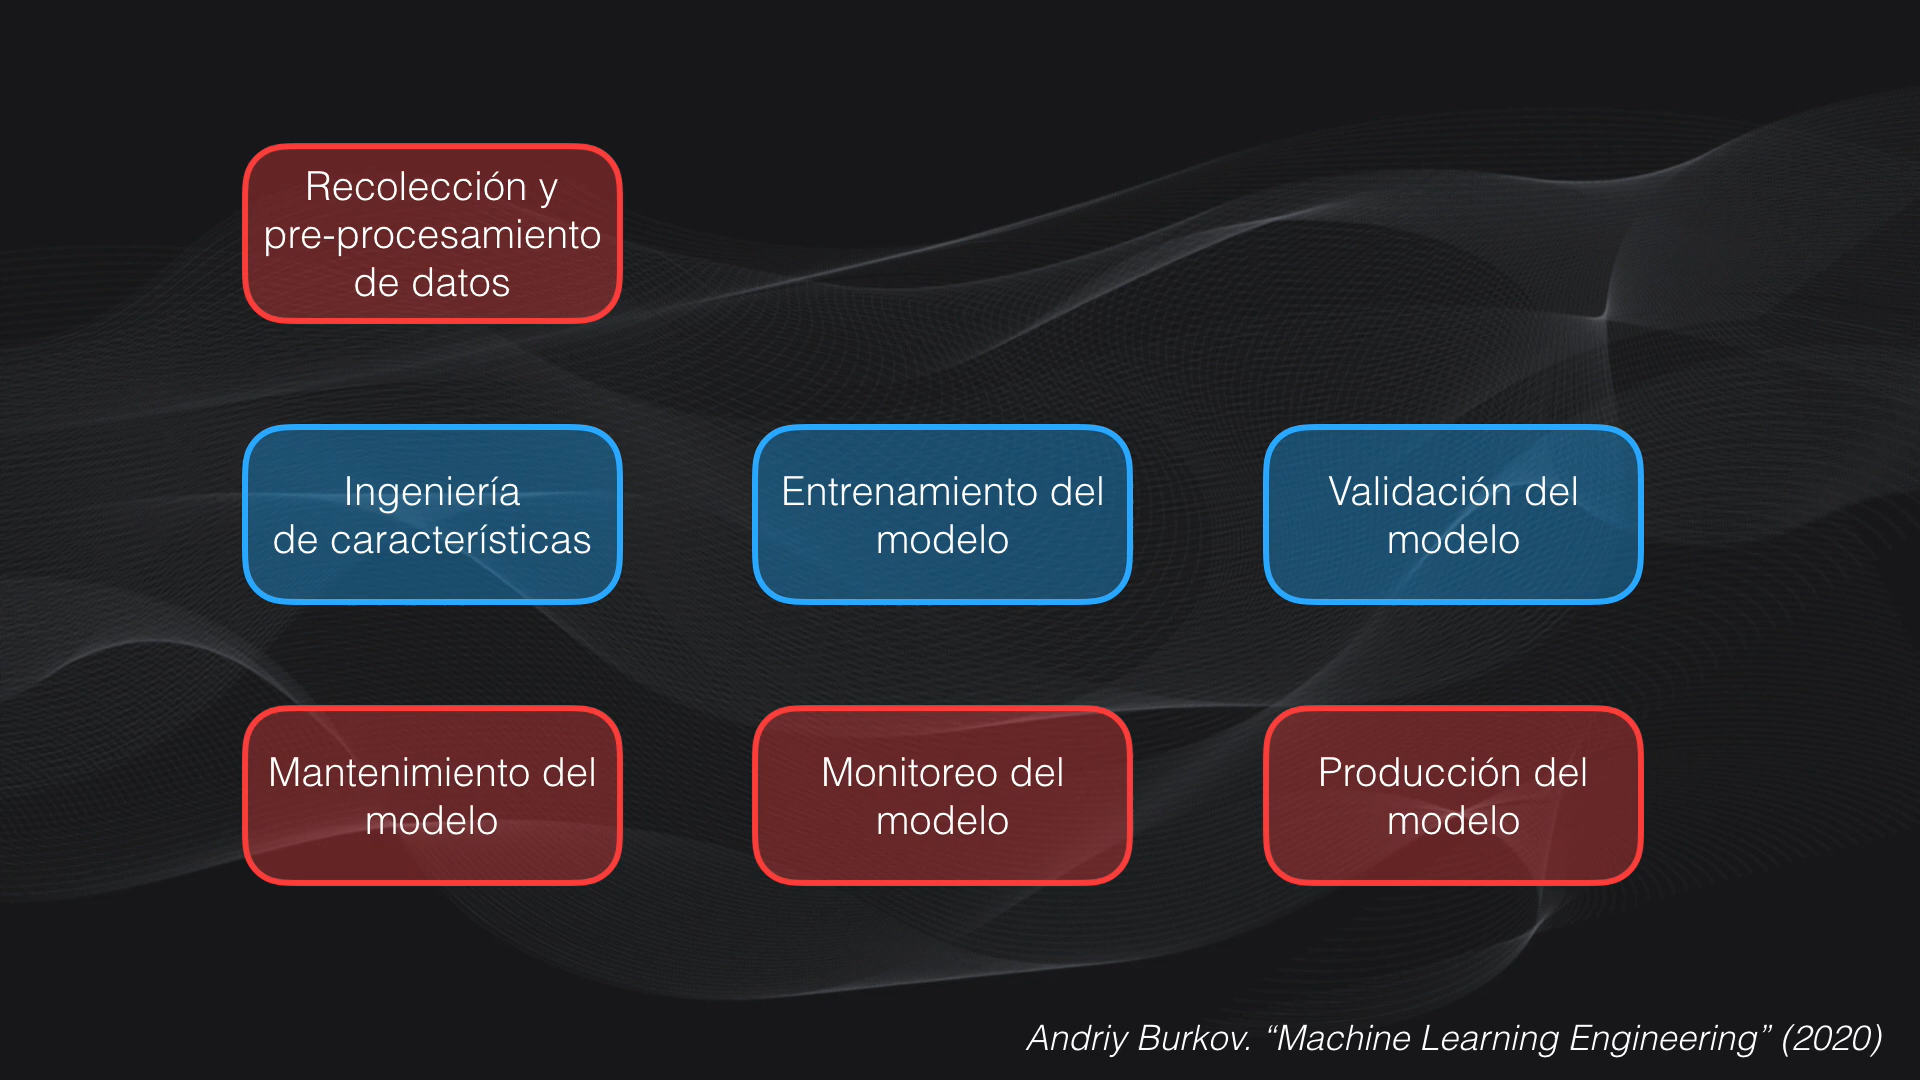 Recolección y
pre-procesamiento
de datos
Ingeniería
de características
Entrenamiento del
modelo
Validación del
modelo
Mantenimiento del
modelo
Monitoreo del
modelo
Producción del
modelo
Andriy Burkov. “Machine Learning Engineering” (2020)